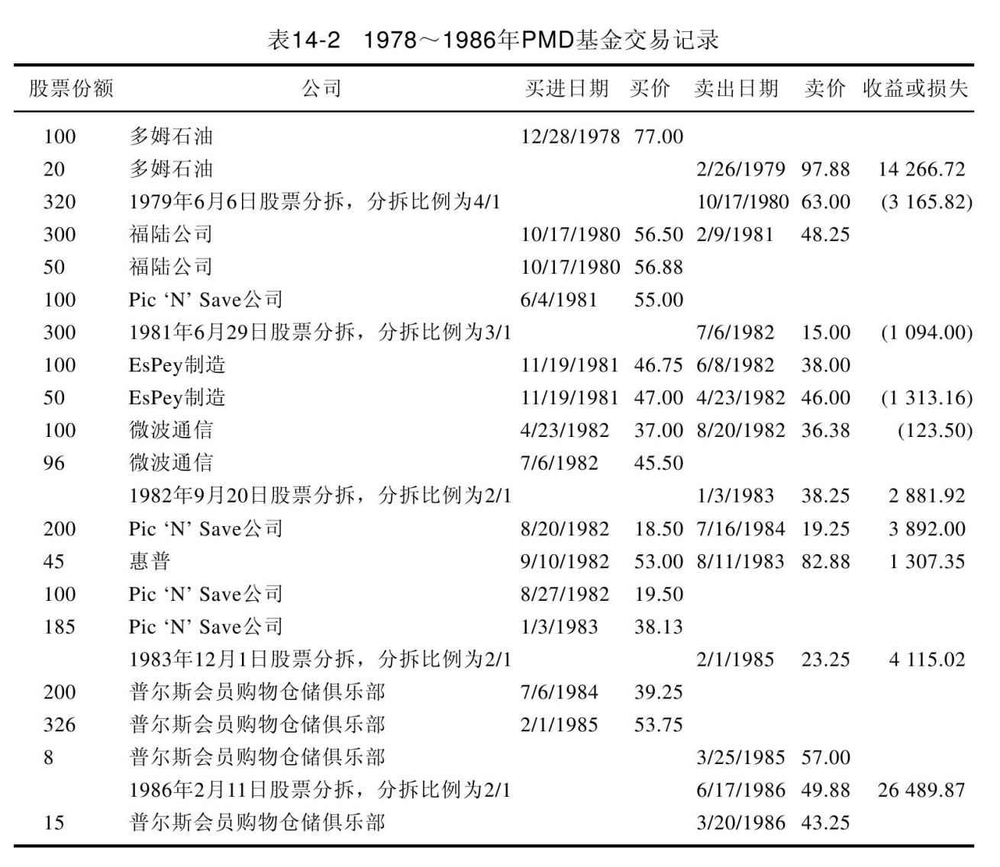 表14-2 1978～1986年PMD基金交易记录
股票份额 公司 买进日期 买价 卖出日期 卖价 收益或损失
100 多姆石油 12/28/1978 77.00
20 多姆石油 2/26/1979 97.88 14 266.72
320 1979年6月6日股票分拆，分拆比例为4/1 10/17/1980 63.00 (3 165.82)
300 福陆公司 10/17/1980 56.50 2/9/1981 48.25
50 福陆公司 10/17/1980 56.88
100 Pic ‘N’ Save公司 6/4/1981 55.00
300 1981年6月29日股票分拆，分拆比例为3/1 7/6/1982 15.00 (1 094.00)
100 EsPey制造 11/19/1981 46.75 6/8/1982 38.00
50 EsPey制造 11/19/1981 47.00 4/23/1982 46.00 (1 313.16)
100 微波通信 4/23/1982 37.00 8/20/1982 36.38 (123.50)
96 微波通信 7/6/1982 45.50
1982年9月20日股票分拆，分拆比例为2/1 1/3/1983 38.25 2 881.92
200 Pic ‘N’ Save公司 8/20/1982 18.50 7/16/1984 19.25 3 892.00
45 惠普 9/10/1982 53.00 8/11/1983 82.88 1 307.35
100 Pic ‘N’ Save公司 8/27/1982 19.50
185 Pic ‘N’ Save公司 1/3/1983 38.13
1983年12月1日股票分拆，分拆比例为2/1 2/1/1985 23.25 4 115.02
200 普尔斯会员购物仓储俱乐部 7/6/1984 39.25
326 普尔斯会员购物仓储俱乐部 2/1/1985 53.75
8 普尔斯会员购物仓储俱乐部 3/25/1985 57.00
1986年2月11日股票分拆，分拆比例为2/1 6/17/1986 49.88 26 489.87
15 普尔斯会员购物仓储俱乐部 3/20/1986 43.25